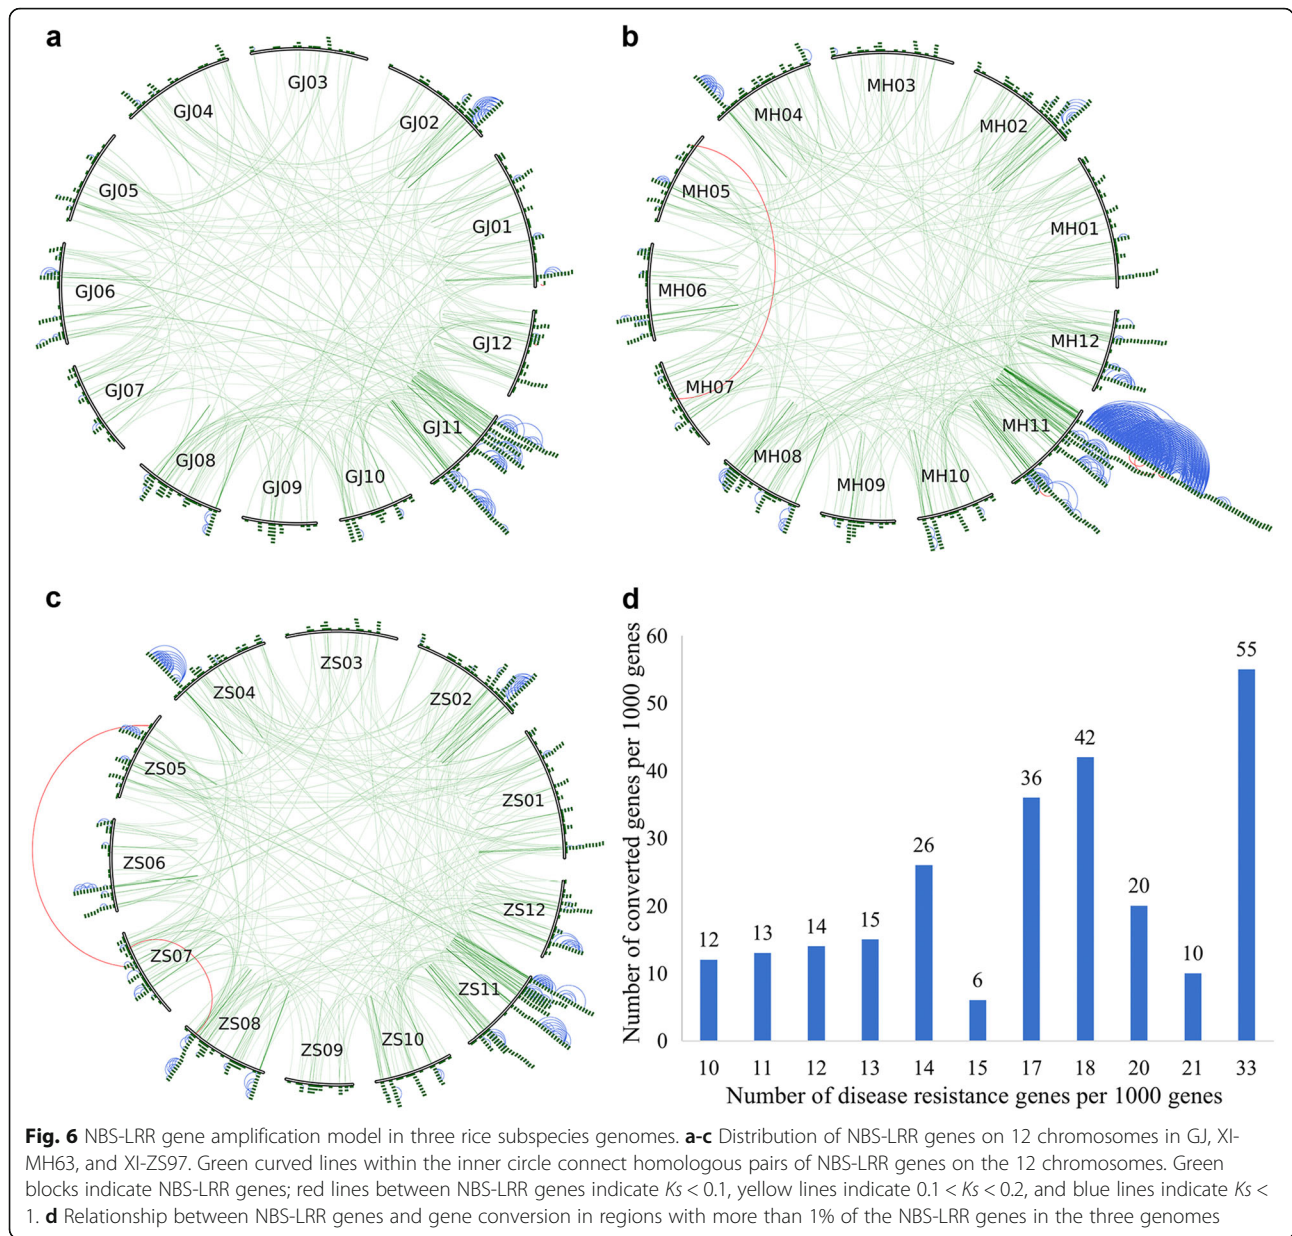 a
GJ03
GJ04
GJ02
GJ05
GJ01
GJ06
GJ12
GJ07
GJ11
GJ08
GJ10
GJ09
b
MH03
MH04
MH02
MH05
MH01
MH06
MH12
MH07
MH11
MH08
MH10
MH09
c
ZS03
ZS04
ZS02
ZS05
ZS01
ZS06
ZS12
ZS07
ZS11
ZS08
ZS10
ZS09
d
Number of converted genes per 1000 genes
60
50
40
30
20
10
0
12 13 14 15 26 6 36 42 20 10 55
10 11 12 13 14 15 17 18 20 21 33
Number of disease resistance genes per 1000 genes
Fig. 6 NBS-LRR gene amplification model in three rice subspecies genomes. a-c Distribution of NBS-LRR genes on 12 chromosomes in GJ, XI-
MH63, and XI-ZS97. Green curved lines within the inner circle connect homologous pairs of NBS-LRR genes on the 12 chromosomes. Green
blocks indicate NBS-LRR genes; red lines between NBS-LRR genes indicate Ks < 0.1, yellow lines indicate 0.1 < Ks < 0.2, and blue lines indicate Ks <
1. d Relationship between NBS-LRR genes and gene conversion in regions with more than 1% of the NBS-LRR genes in the three genomes